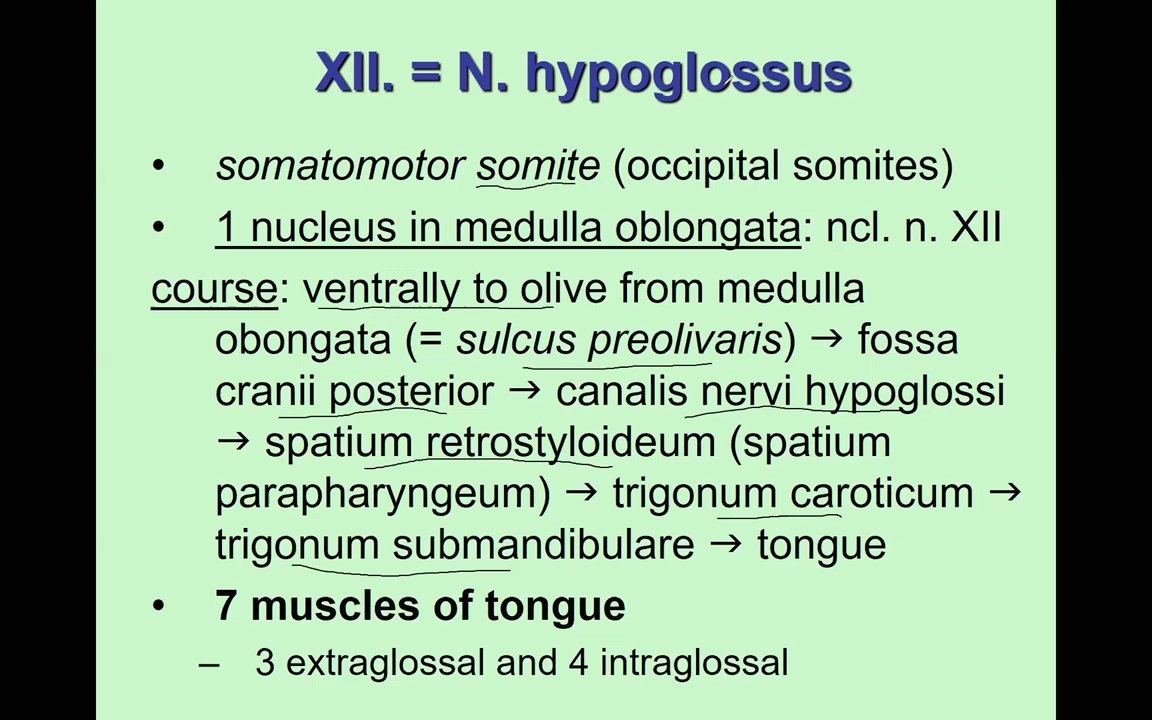 XII. = N. hypoglossus
• somatomotor somite (occipital somites)
• 1 nucleus in medulla oblongata: ncl. n. XII
course: ventrally to olive from medulla
obongata (= sulcus preolivaris) → fossa
cranii posterior → canalis nervi hypoglossi
→ spatium retrostyloideum (spatium
parapharyngeum) → trigonum caroticum →
trigonum submandibulare → tongue
• 7 muscles of tongue
– 3 extraglossal and 4 intraglossal